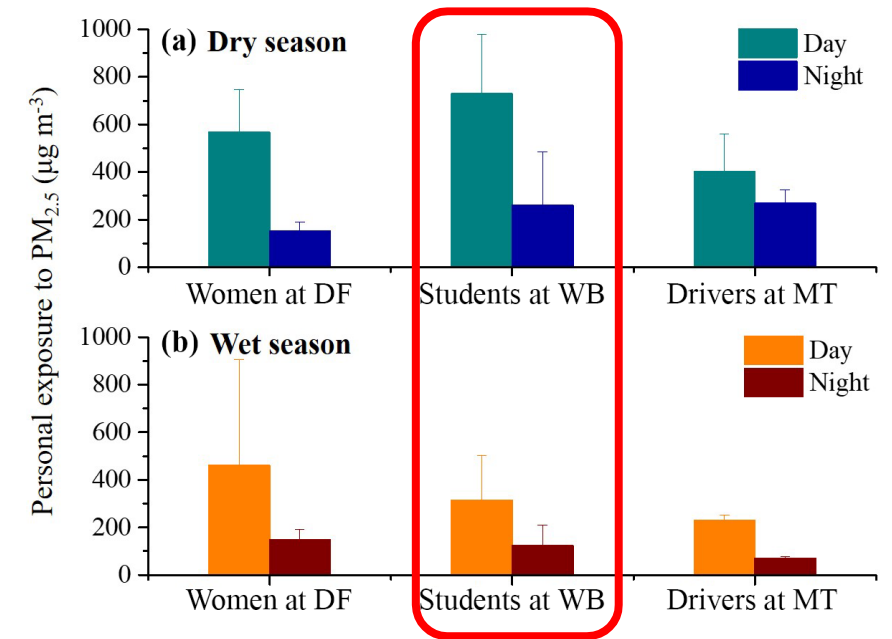 Personal exposure to PM2.5 (μg m-3)
(a) Dry season
Day
Night
1000
800
600
400
200
0
Women at DF
Students at WB
Drivers at MT
(b) Wet season
Day
Night
1000
800
600
400
200
0
Women at DF
Students at WB
Drivers at MT